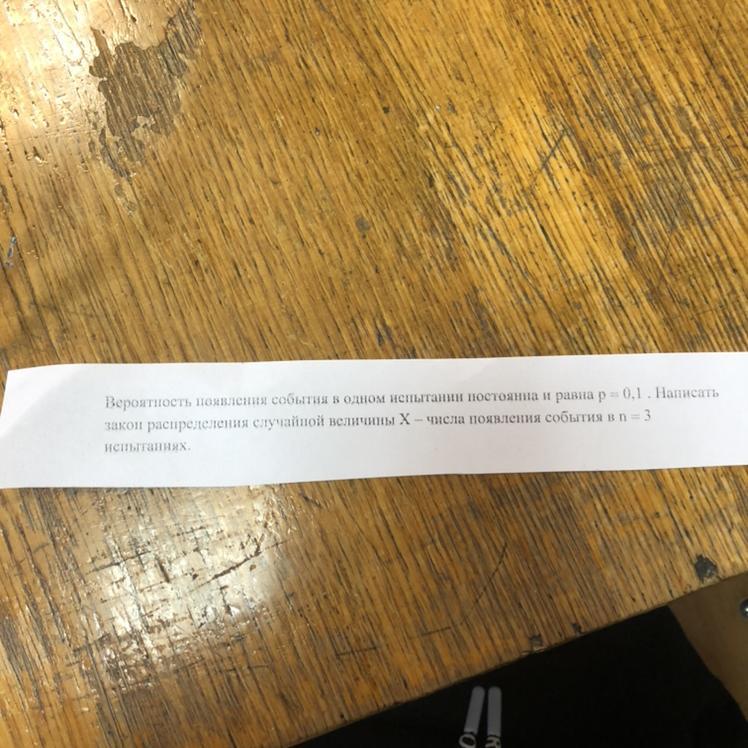 Вероятность появления события в одном испытании постоянна и равна p = 0,1 . Написать
закон распределения случайной величины X – числа появления события в n = 3
испытаниях.